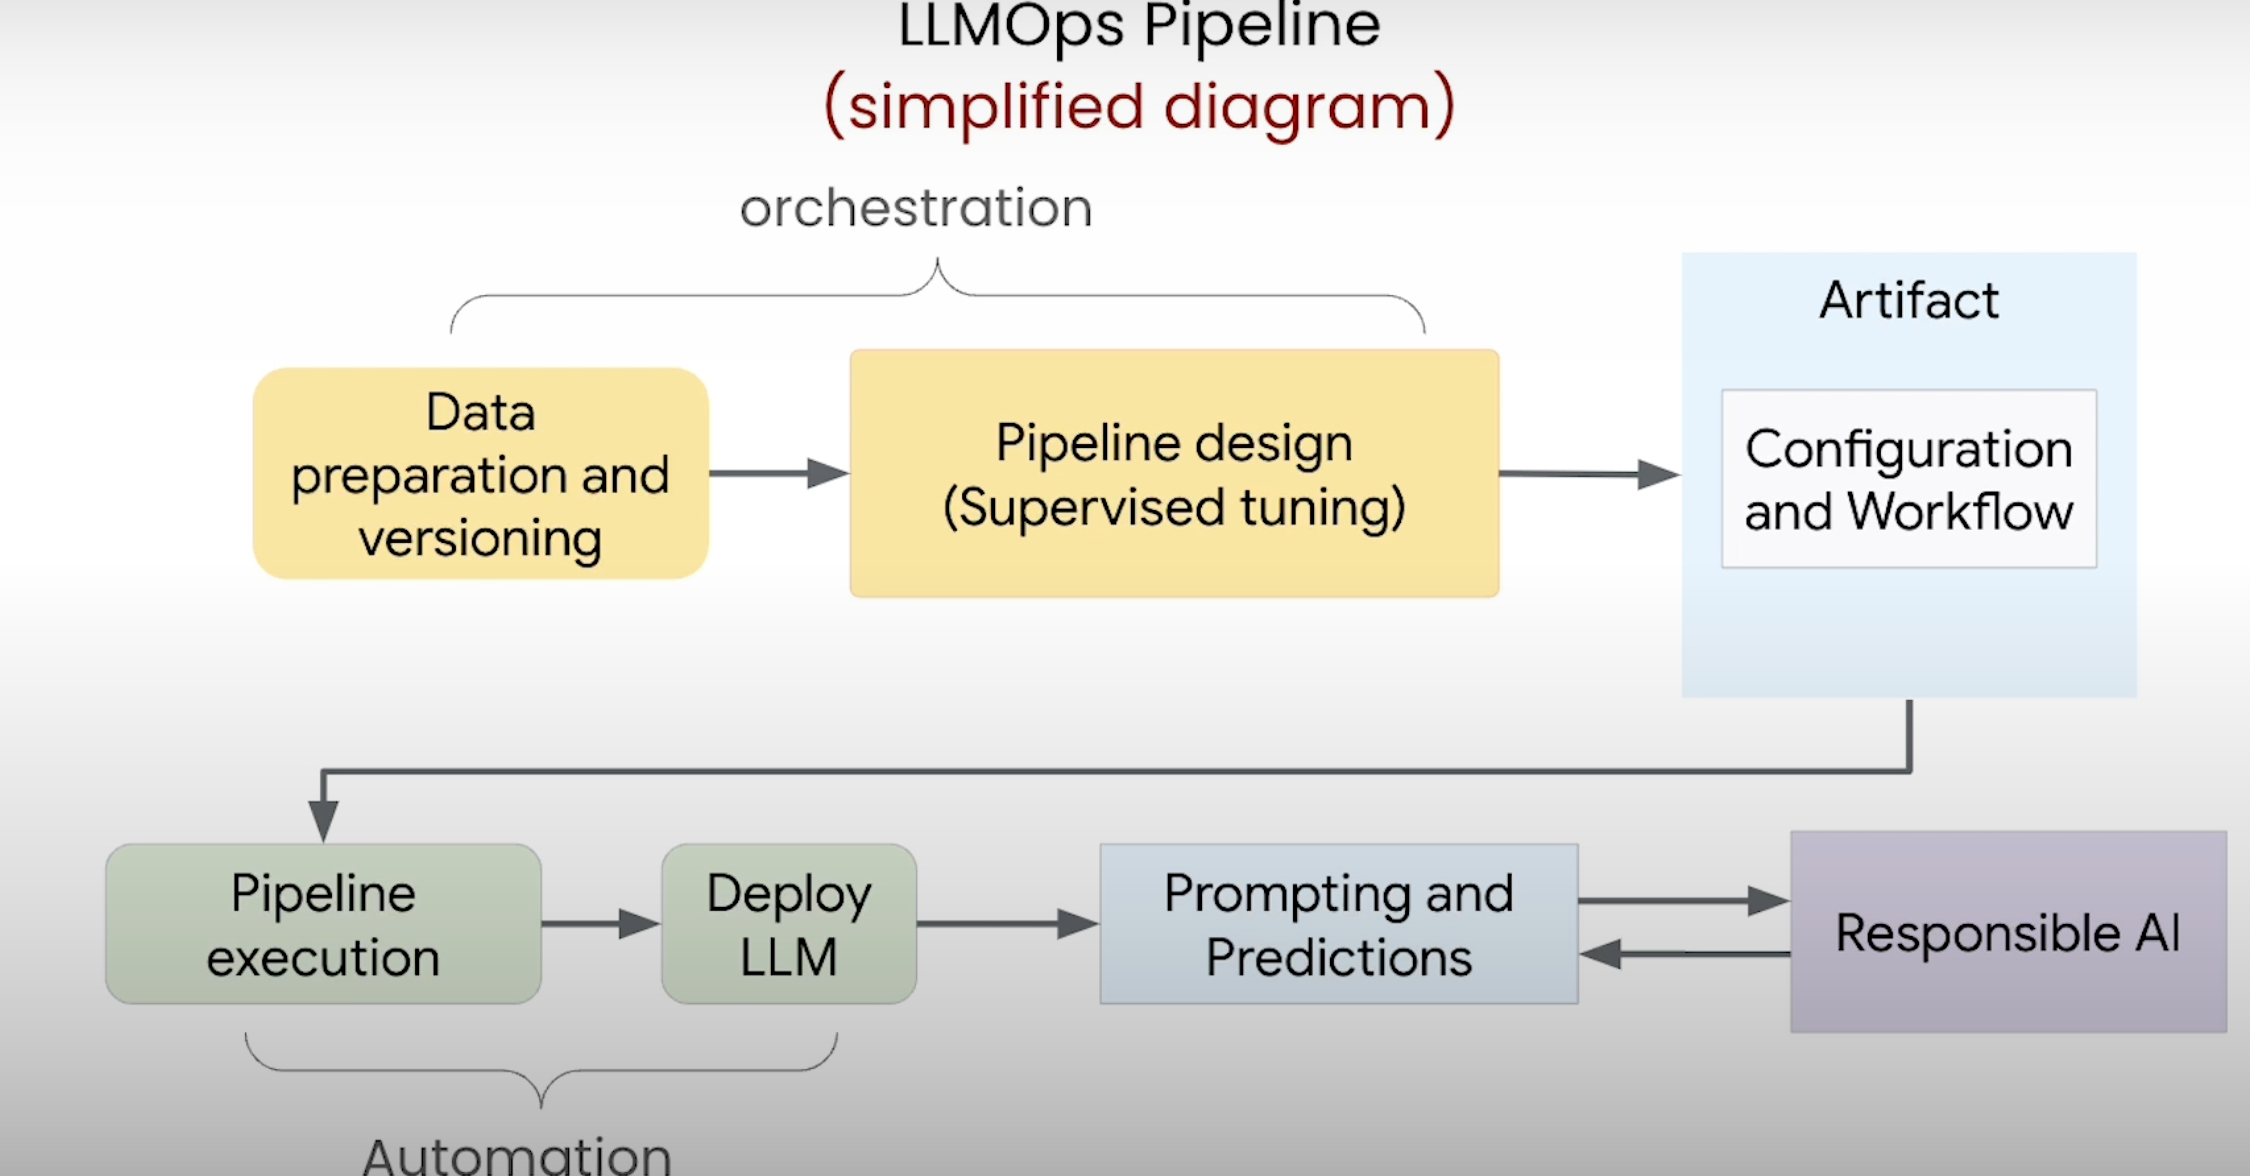 LLMOps Pipeline
(simplified diagram)
orchestration
Data
preparation and
versioning
Pipeline design
(Supervised tuning)
Artifact
Configuration
and Workflow
Pipeline
execution
Deploy
LLM
Prompting and
Predictions
Responsible AI
Automation